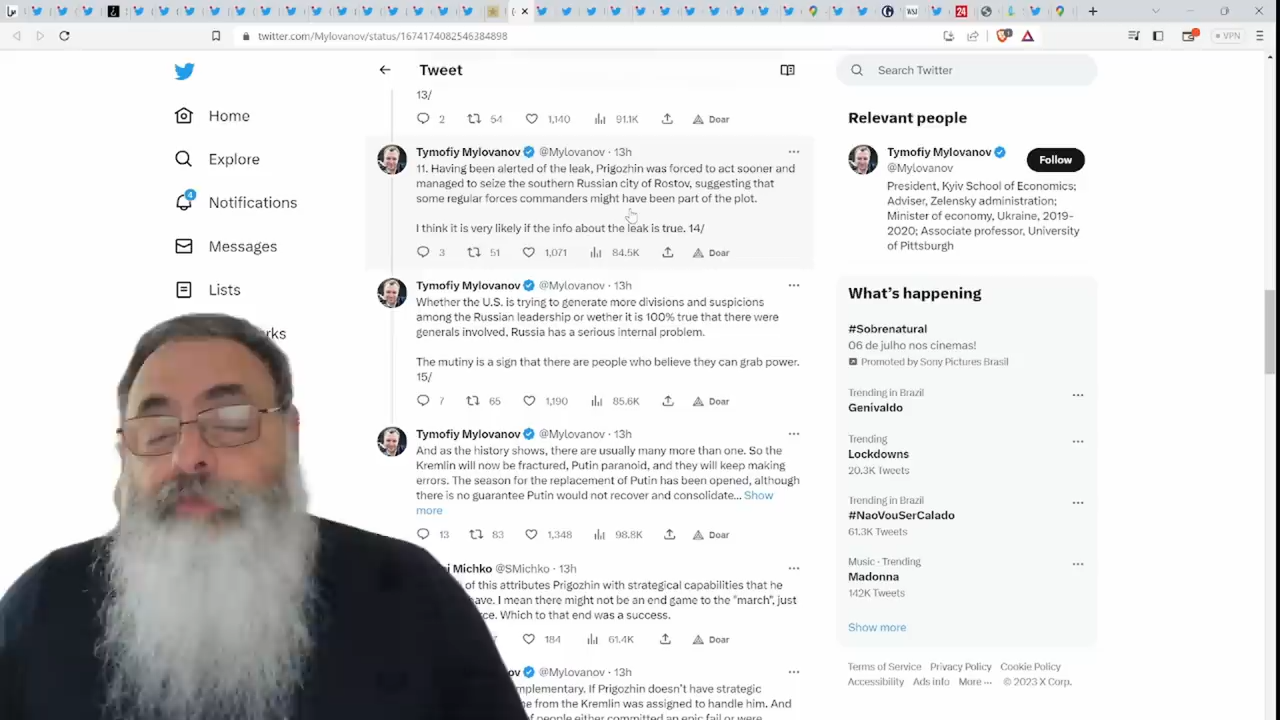 twitter.com/Mylovanov/status/1674174082546384898
VPN
Tweet
Search Twitter
Home
Explore
4
Notifications
Messages
Lists
13/
2 54 1,140 91.1K Doar
Tymofiy Mylovanov @Mylovanov · 13h
11. Having been alerted of the leak, Prigozhin was forced to act sooner and
managed to seize the southern Russian city of Rostov, suggesting that
some regular forces commanders might have been part of the plot.
I think it is very likely if the info about the leak is true. 14/
3 51 1,071 84.5K Doar
Tymofiy Mylovanov @Mylovanov · 13h
Whether the U.S. is trying to generate more divisions and suspicions
among the Russian leadership or wether it is 100% true that there were
generals involved, Russia has a serious internal problem.
The mutiny is a sign that there are people who believe they can grab power.
15/
7 65 1,190 85.6K Doar
Tymofiy Mylovanov @Mylovanov · 13h
And as the history shows, there are usually many more than one. So the
Kremlin will now be fractured, Putin paranoid, and they will keep making
errors. The season for the replacement of Putin has been opened, although
there is no guarantee Putin would not recover and consolidate... Show
more
13 83 1,348 98.8K Doar
Michko @SMichko · 13h
of this attributes Prigozhin with strategical capabilities that he
ave. I mean there might not be an end game to the "march", just
rce. Which to that end was a success.
184 61.4K Doar
@Mylovanov · 13h
mplementary. If Prigozhin doesn't have strategic
me from the Kremlin was assigned to handle him. And
of people either committed an epic fail or were
Relevant people
Tymofiy Mylovanov
@Mylovanov
Follow
President, Kyiv School of Economics;
Adviser, Zelensky administration;
Minister of economy, Ukraine, 2019-
2020; Associate professor, University
of Pittsburgh
What's happening
#Sobrenatural
06 de julho nos cinemas!
Promoted by Sony Pictures Brasil
Trending in Brazil
Genivaldo
Trending
Lockdowns
20.3K Tweets
Trending in Brazil
#NaoVouSerCalado
61.3K Tweets
Music · Trending
Madonna
142K Tweets
Show more
Terms of Service Privacy Policy Cookie Policy
Accessibility Ads info More ··· © 2023 X Corp.